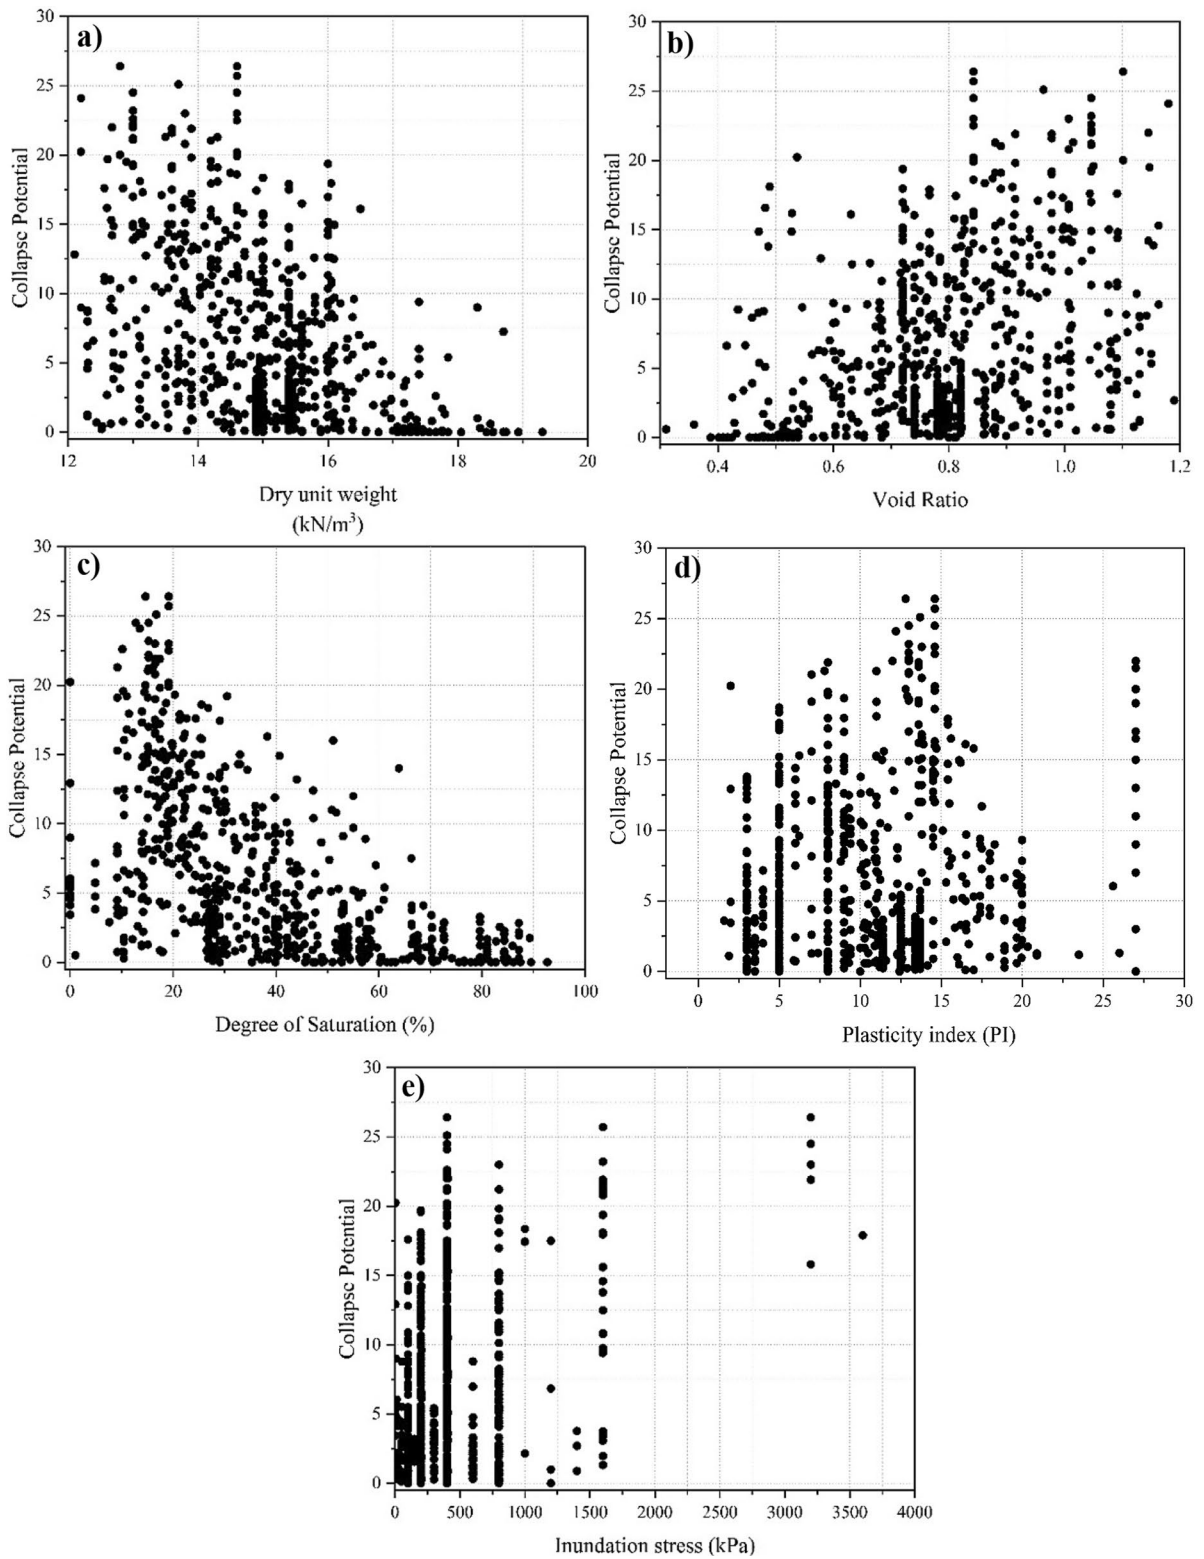 a)
30
25
20
15
10
5
0
Collapse Potential
12 14 16 18 20
Dry unit weight
(kN/m³)
b)
30
25
20
15
10
5
0
Collapse Potential
0.4 0.6 0.8 1.0 1.2
Void Ratio
c)
30
25
20
15
10
5
0
Collapse Potential
0 20 40 60 80 100
Degree of Saturation (%)
d)
30
25
20
15
10
5
0
Collapse Potential
0 5 10 15 20 25 30
Plasticity index (PI)
e)
30
25
20
15
10
5
0
Collapse Potential
0 500 1000 1500 2000 2500 3000 3500 4000
Inundation stress (kPa)